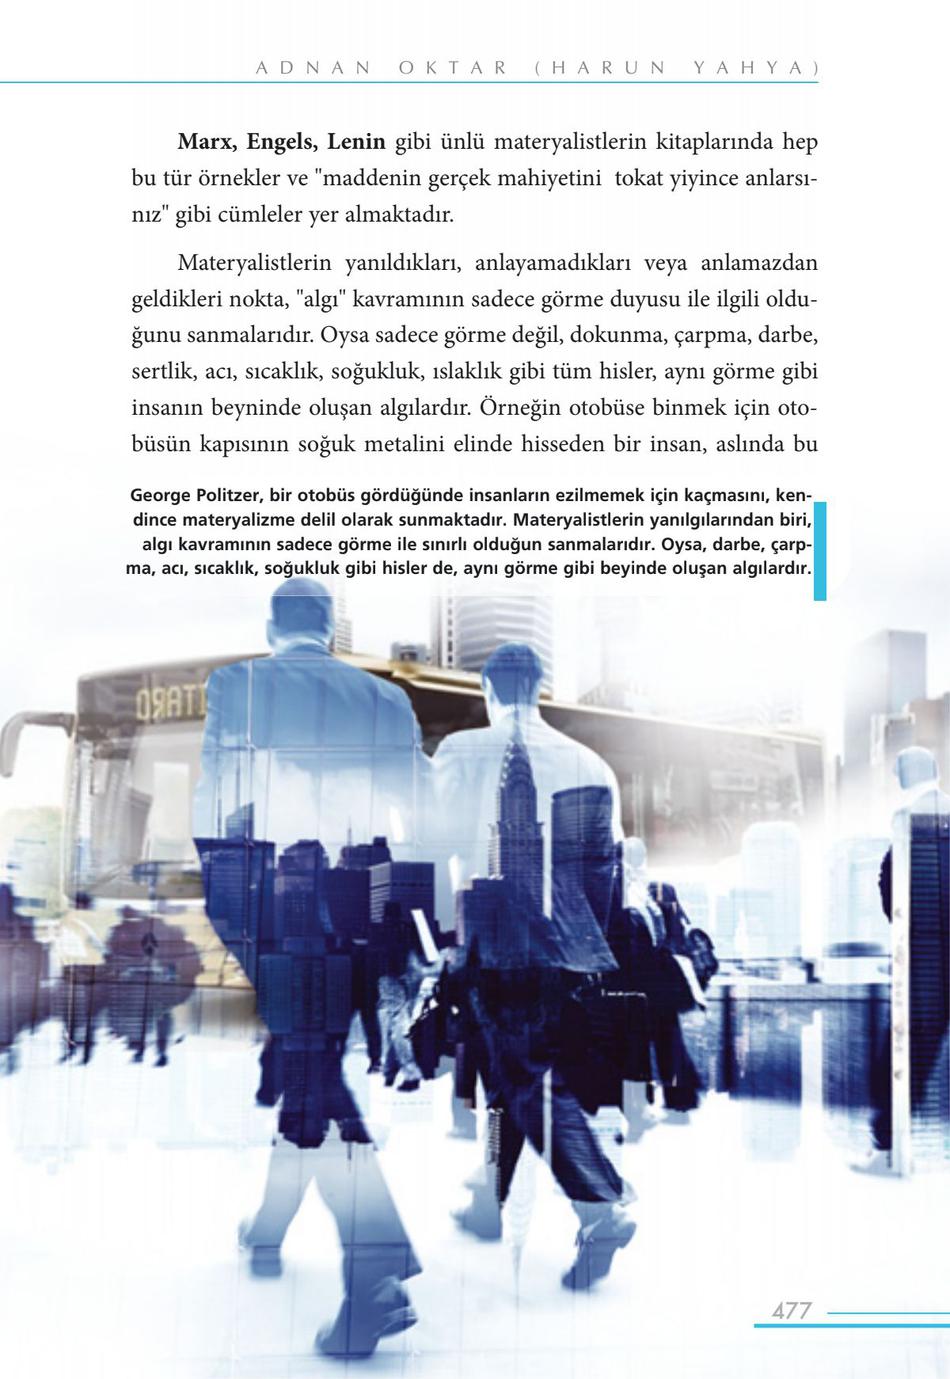 ADNAN OKTAR (HARUN YAHYA)
Marx, Engels, Lenin gibi ünlü materyalistlerin kitaplarında hep
bu tür örnekler ve "maddenin gerçek mahiyetini tokat yiyince anlarsı-
nız" gibi cümleler yer almaktadır.
Materyalistlerin yanıldıkları, anlayamadıkları veya anlamazdan
geldikleri nokta, "algı" kavramının sadece görme duyusu ile ilgili oldu-
ğunu sanmalarıdır. Oysa sadece görme değil, dokunma, çarpma, darbe,
sertlik, acı, sıcaklık, soğukluk, ıslaklık gibi tüm hisler, aynı görme gibi
insanın beyninde oluşan algılardır. Örneğin otobüse binmek için oto-
büsün kapısının soğuk metalini elinde hisseden bir insan, aslında bu
George Politzer, bir otobüs gördüğünde insanların ezilmemek için kaçmasını, ken-
dince materyalizme delil olarak sunmaktadır. Materyalistlerin yanılgılarından biri,
algı kavramının sadece görme ile sınırlı olduğun sanmalarıdır. Oysa, darbe, çarp-
ma, acı, sıcaklık, soğukluk gibi hisler de, aynı görme gibi beyinde oluşan algılardır.
477